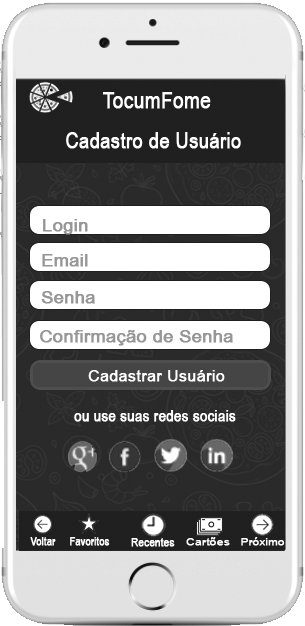 TocumFome
Cadastro de Usuário
Login
Email
Senha
Confirmação de Senha
Cadastrar Usuário
ou use suas redes sociais
g+ f in
Voltar Favoritos Recentes Cartões Próximo